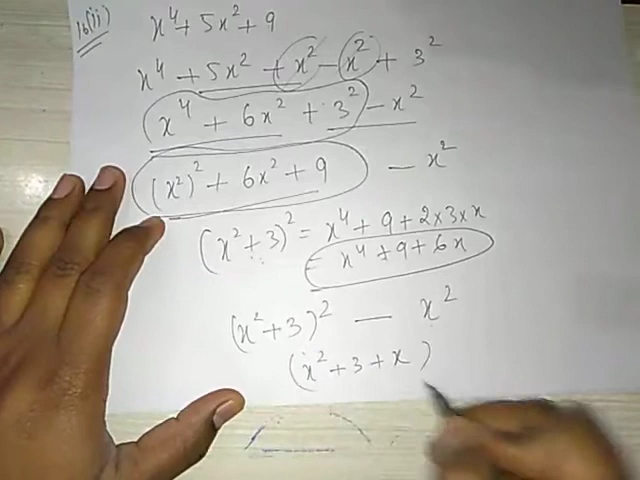 16(ii) x⁴ + 5x² + 9
x⁴ + 5x² + x² - x² + 3²
x⁴ + 6x² + 3² - x²
(x²)² + 6x² + 9 - x²
(x² + 3)² = x⁴ + 9 + 2×3×x
= x⁴ + 9 + 6x
(x² + 3)² - x²
(x² + 3 + x)